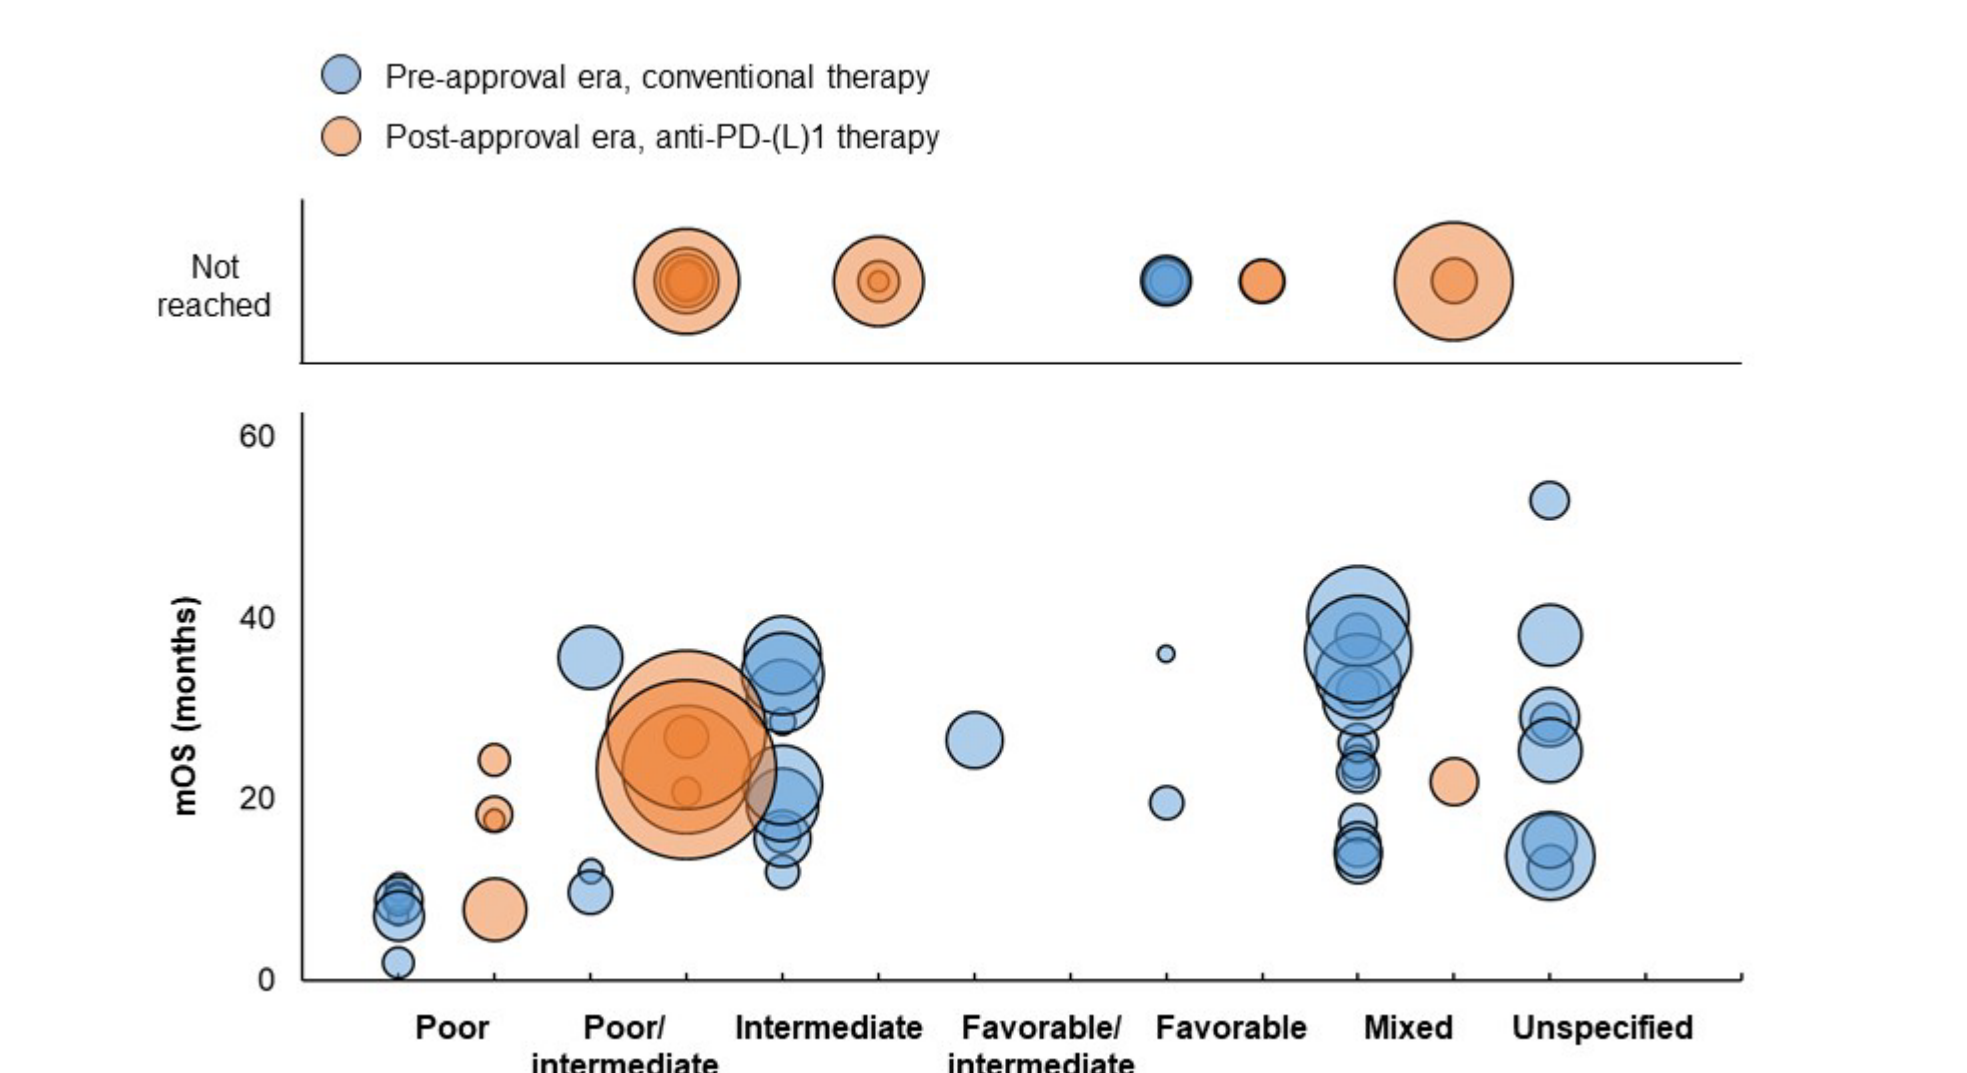 Pre-approval era, conventional therapy
Post-approval era, anti-PD-(L)1 therapy
Not
reached
60
40
20
0
mOS (months)
Poor
Poor/
intermediate
Intermediate
Favorable/
intermediate
Favorable
Mixed
Unspecified